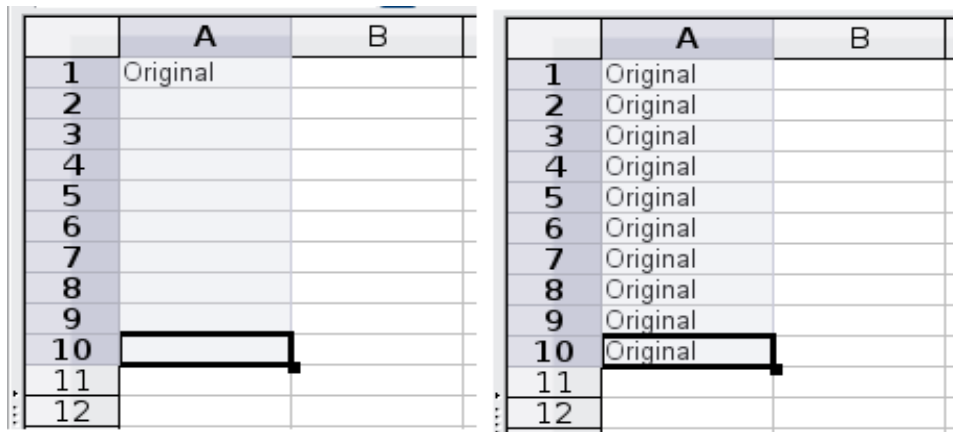 A B
1 Original
2
3
4
5
6
7
8
9
10
11
12
A B
1 Original
2 Original
3 Original
4 Original
5 Original
6 Original
7 Original
8 Original
9 Original
10 Original
11
12